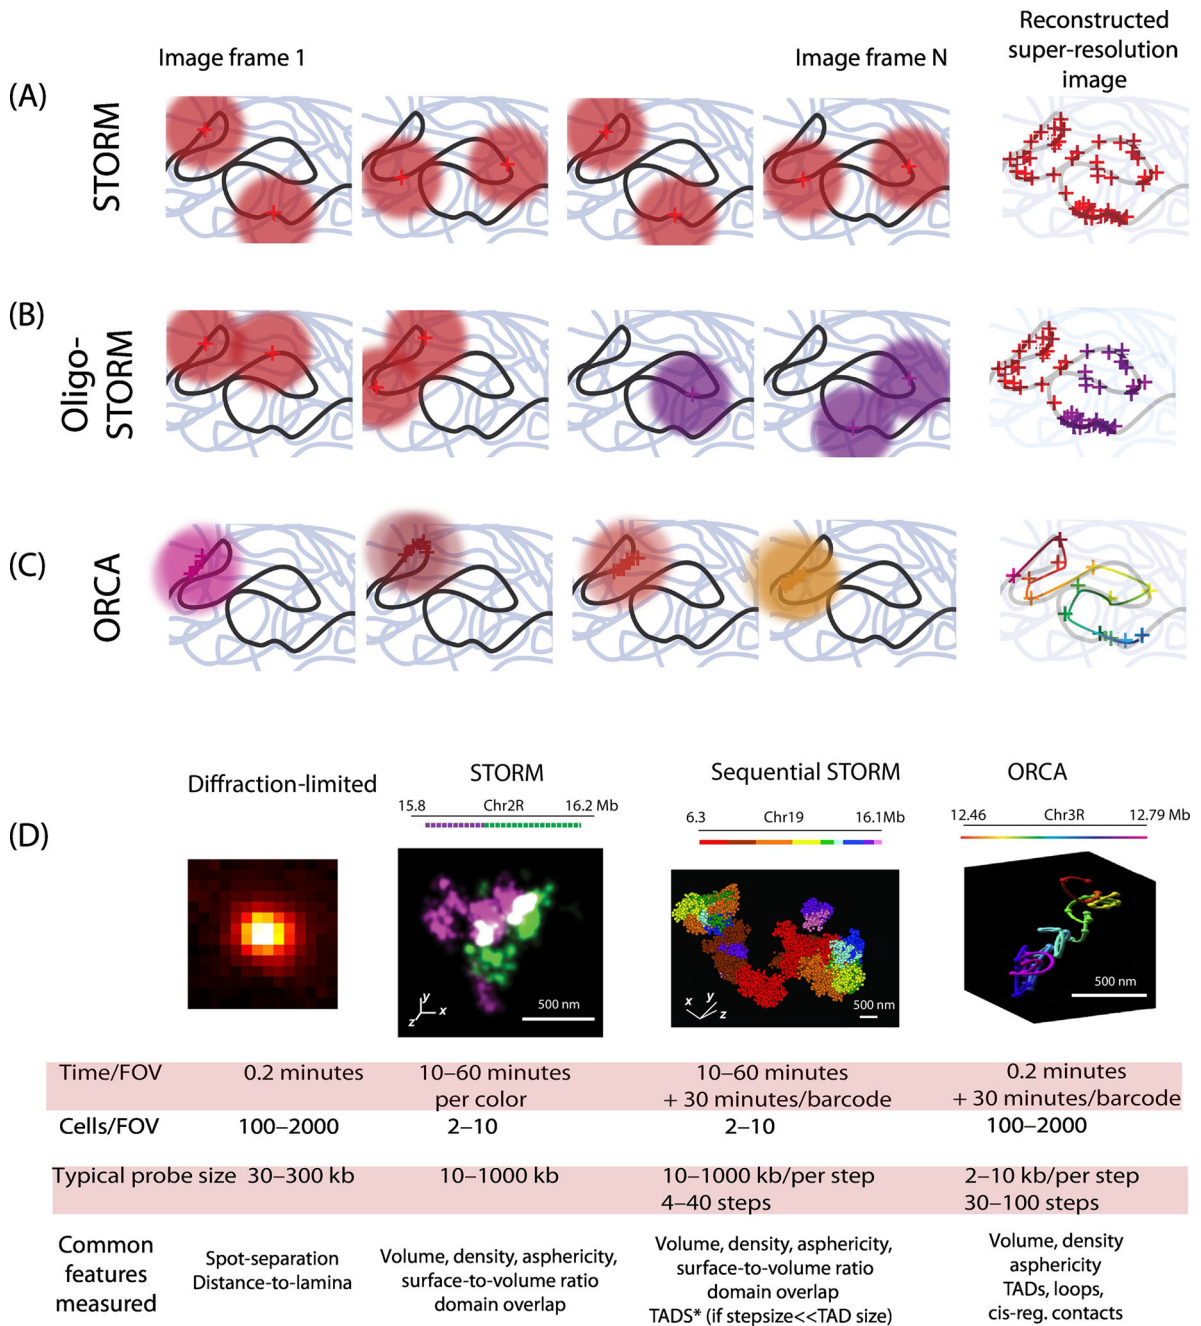 Image frame 1
Image frame N
Reconstructed
super-resolution
image
(A)
STORM
(B)
Oligo-
STORM
(C)
ORCA
(D)
Diffraction-limited
STORM
15.8 Chr2R 16.2 Mb
y
x
z
500 nm
Sequential STORM
6.3 Chr19 16.1Mb
x
y
z
500 nm
ORCA
12.46 Chr3R 12.79 Mb
500 nm
Time/FOV 0.2 minutes 10–60 minutes 10–60 minutes 0.2 minutes
per color + 30 minutes/barcode + 30 minutes/barcode
Cells/FOV 100–2000 2–10 2–10 100–2000
Typical probe size 30–300 kb 10–1000 kb 10–1000 kb/per step 2–10 kb/per step
4–40 steps 30–100 steps
Common
features
measured
Spot-separation
Distance-to-lamina
Volume, density, asphericity,
surface-to-volume ratio
domain overlap
Volume, density, asphericity,
surface-to-volume ratio
domain overlap
TADS* (if stepsize<<TAD size)
Volume, density
asphericity
TADs, loops,
cis-reg. contacts